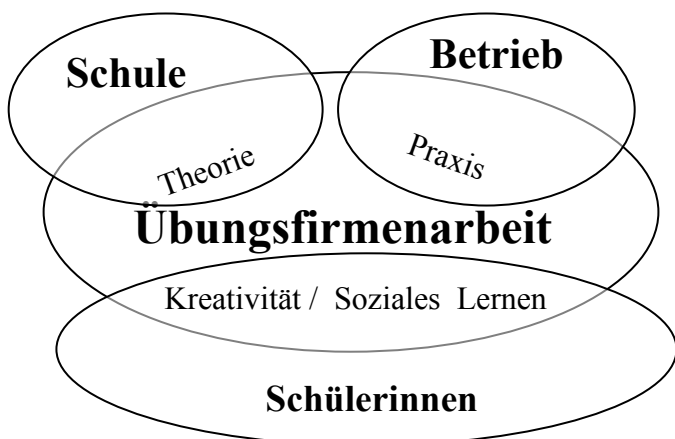 Schule
Betrieb
Theorie
Praxis
Übungsfirmenarbeit
Kreativität / Soziales Lernen
Schülerinnen